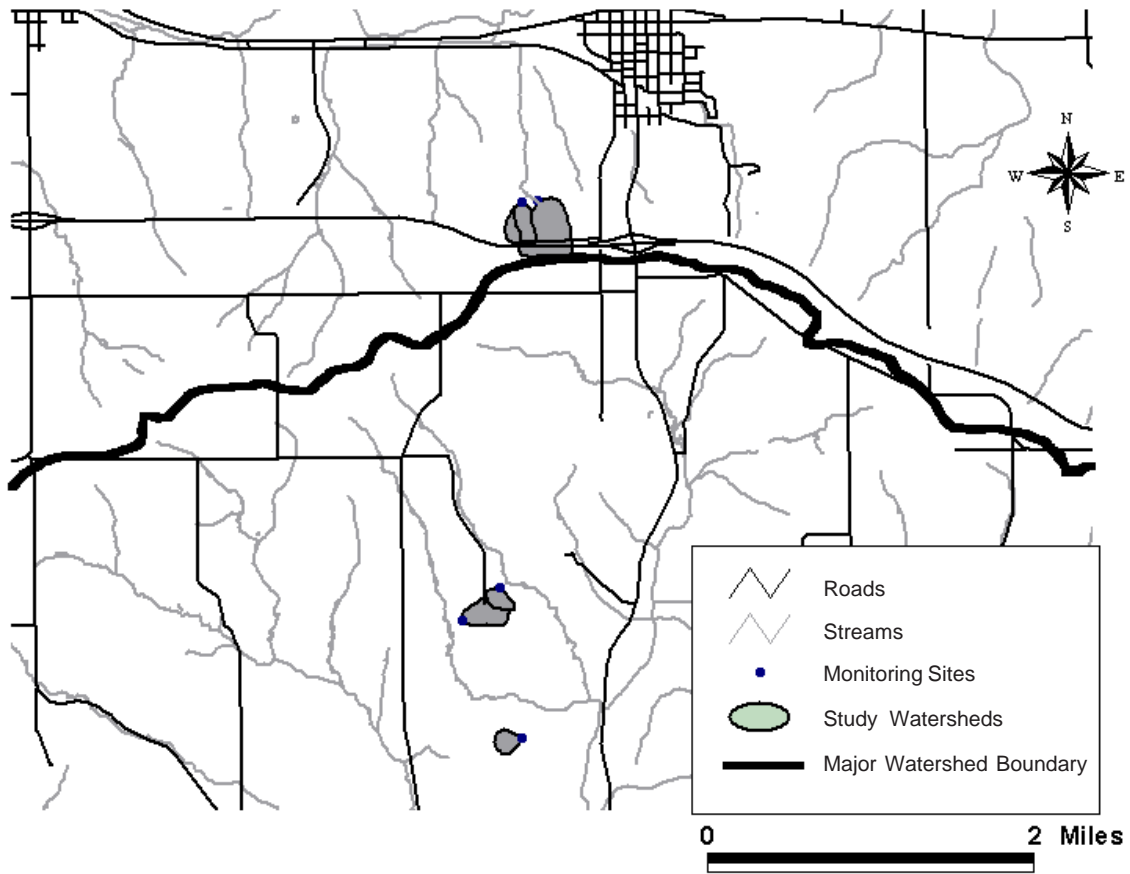 N
W E
S
Roads
Streams
Monitoring Sites
Study Watersheds
Major Watershed Boundary
0 2 Miles